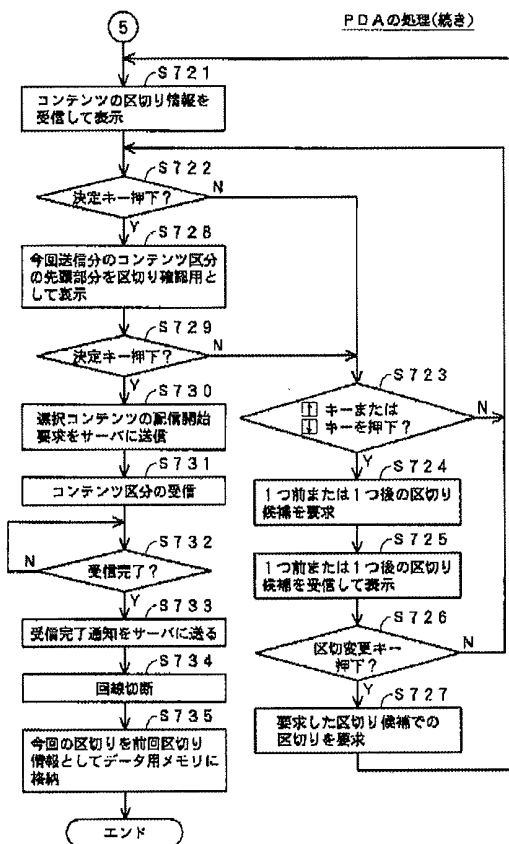 PDAの処理(続き)
5
S721
コンテンツの区切り情報を
受信して表示
S722
決定キー押下?
N
Y
S728
今回送信分のコンテンツ区分
の先頭部分を区切り確認用と
して表示
S729
決定キー押下?
N
Y
S730
選択コンテンツの配信開始
要求をサーバに送信
S731
コンテンツ区分の受信
S732
受信完了?
N
Y
S733
受信完了通知をサーバに送る
S734
回線切断
S735
今回の区切りを前回区切り
情報としてデータ用メモリに
格納
エンド
S723
↑ キーまたは
↓ キーを押下?
N
Y
S724
1つ前または1つ後の区切り
候補を要求
S725
1つ前または1つ後の区切り
候補を受信して表示
S726
区切変更キー
押下?
N
Y
S727
要求した区切り候補での
区切りを要求